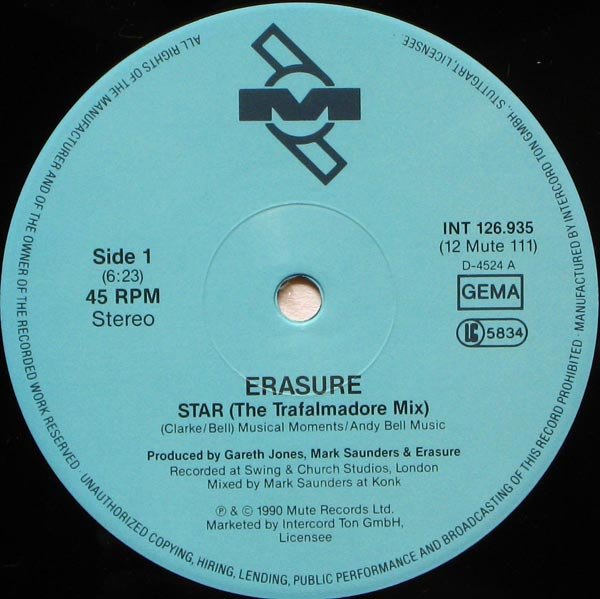 ALL RIGHTS OF THE MANUFACTURER AND OF THE OWNER OF THE RECORDED WORK RESERVED · UNAUTHORIZED COPYING, HIRING, LENDING, PUBLIC PERFORMANCE AND BROADCASTING OF THIS RECORD PROHIBITED · MANUFACTURED BY INTERCORD TON GMBH., STUTTGART, LICENSEE.
M
Side 1
(6:23)
45 RPM
Stereo
INT 126.935
(12 Mute 111)
D-4524 A
GEMA
LC 5834
ERASURE
STAR (The Trafalmadore Mix)
(Clarke/Bell) Musical Moments/Andy Bell Music
Produced by Gareth Jones, Mark Saunders & Erasure
Recorded at Swing & Church Studios, London
Mixed by Mark Saunders at Konk
℗ & © 1990 Mute Records Ltd.
Marketed by Intercord Ton GmbH,
Licensee